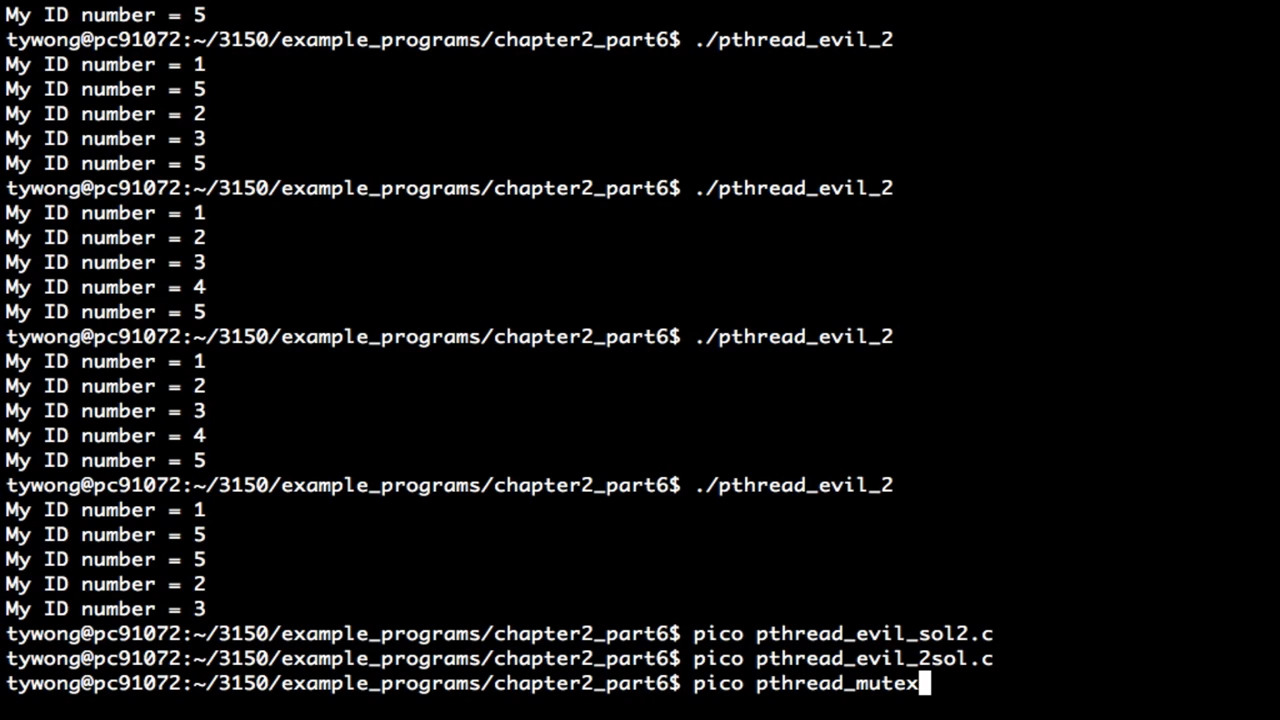 My ID number = 5
tywong@pc91072:~/3150/example_programs/chapter2_part6$ ./pthread_evil_2
My ID number = 1
My ID number = 5
My ID number = 2
My ID number = 3
My ID number = 5
tywong@pc91072:~/3150/example_programs/chapter2_part6$ ./pthread_evil_2
My ID number = 1
My ID number = 2
My ID number = 3
My ID number = 4
My ID number = 5
tywong@pc91072:~/3150/example_programs/chapter2_part6$ ./pthread_evil_2
My ID number = 1
My ID number = 2
My ID number = 3
My ID number = 4
My ID number = 5
tywong@pc91072:~/3150/example_programs/chapter2_part6$ ./pthread_evil_2
My ID number = 1
My ID number = 5
My ID number = 5
My ID number = 2
My ID number = 3
tywong@pc91072:~/3150/example_programs/chapter2_part6$ pico pthread_evil_sol2.c
tywong@pc91072:~/3150/example_programs/chapter2_part6$ pico pthread_evil_2sol.c
tywong@pc91072:~/3150/example_programs/chapter2_part6$ pico pthread_mutex